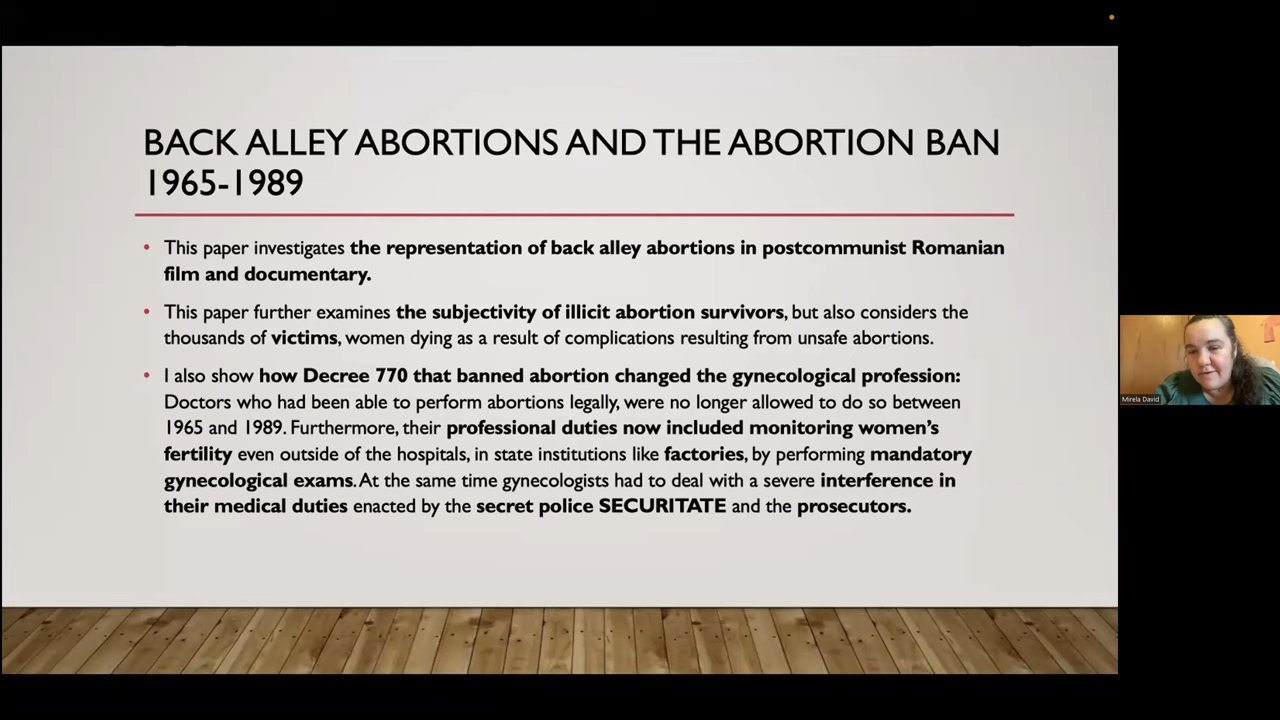 BACK ALLEY ABORTIONS AND THE ABORTION BAN
1965-1989
• This paper investigates the representation of back alley abortions in postcommunist Romanian
film and documentary.
• This paper further examines the subjectivity of illicit abortion survivors, but also considers the
thousands of victims, women dying as a result of complications resulting from unsafe abortions.
• I also show how Decree 770 that banned abortion changed the gynecological profession:
Doctors who had been able to perform abortions legally, were no longer allowed to do so between
1965 and 1989. Furthermore, their professional duties now included monitoring women's
fertility even outside of the hospitals, in state institutions like factories, by performing mandatory
gynecological exams. At the same time gynecologists had to deal with a severe interference in
their medical duties enacted by the secret police SECURITATE and the prosecutors.
Mirela David